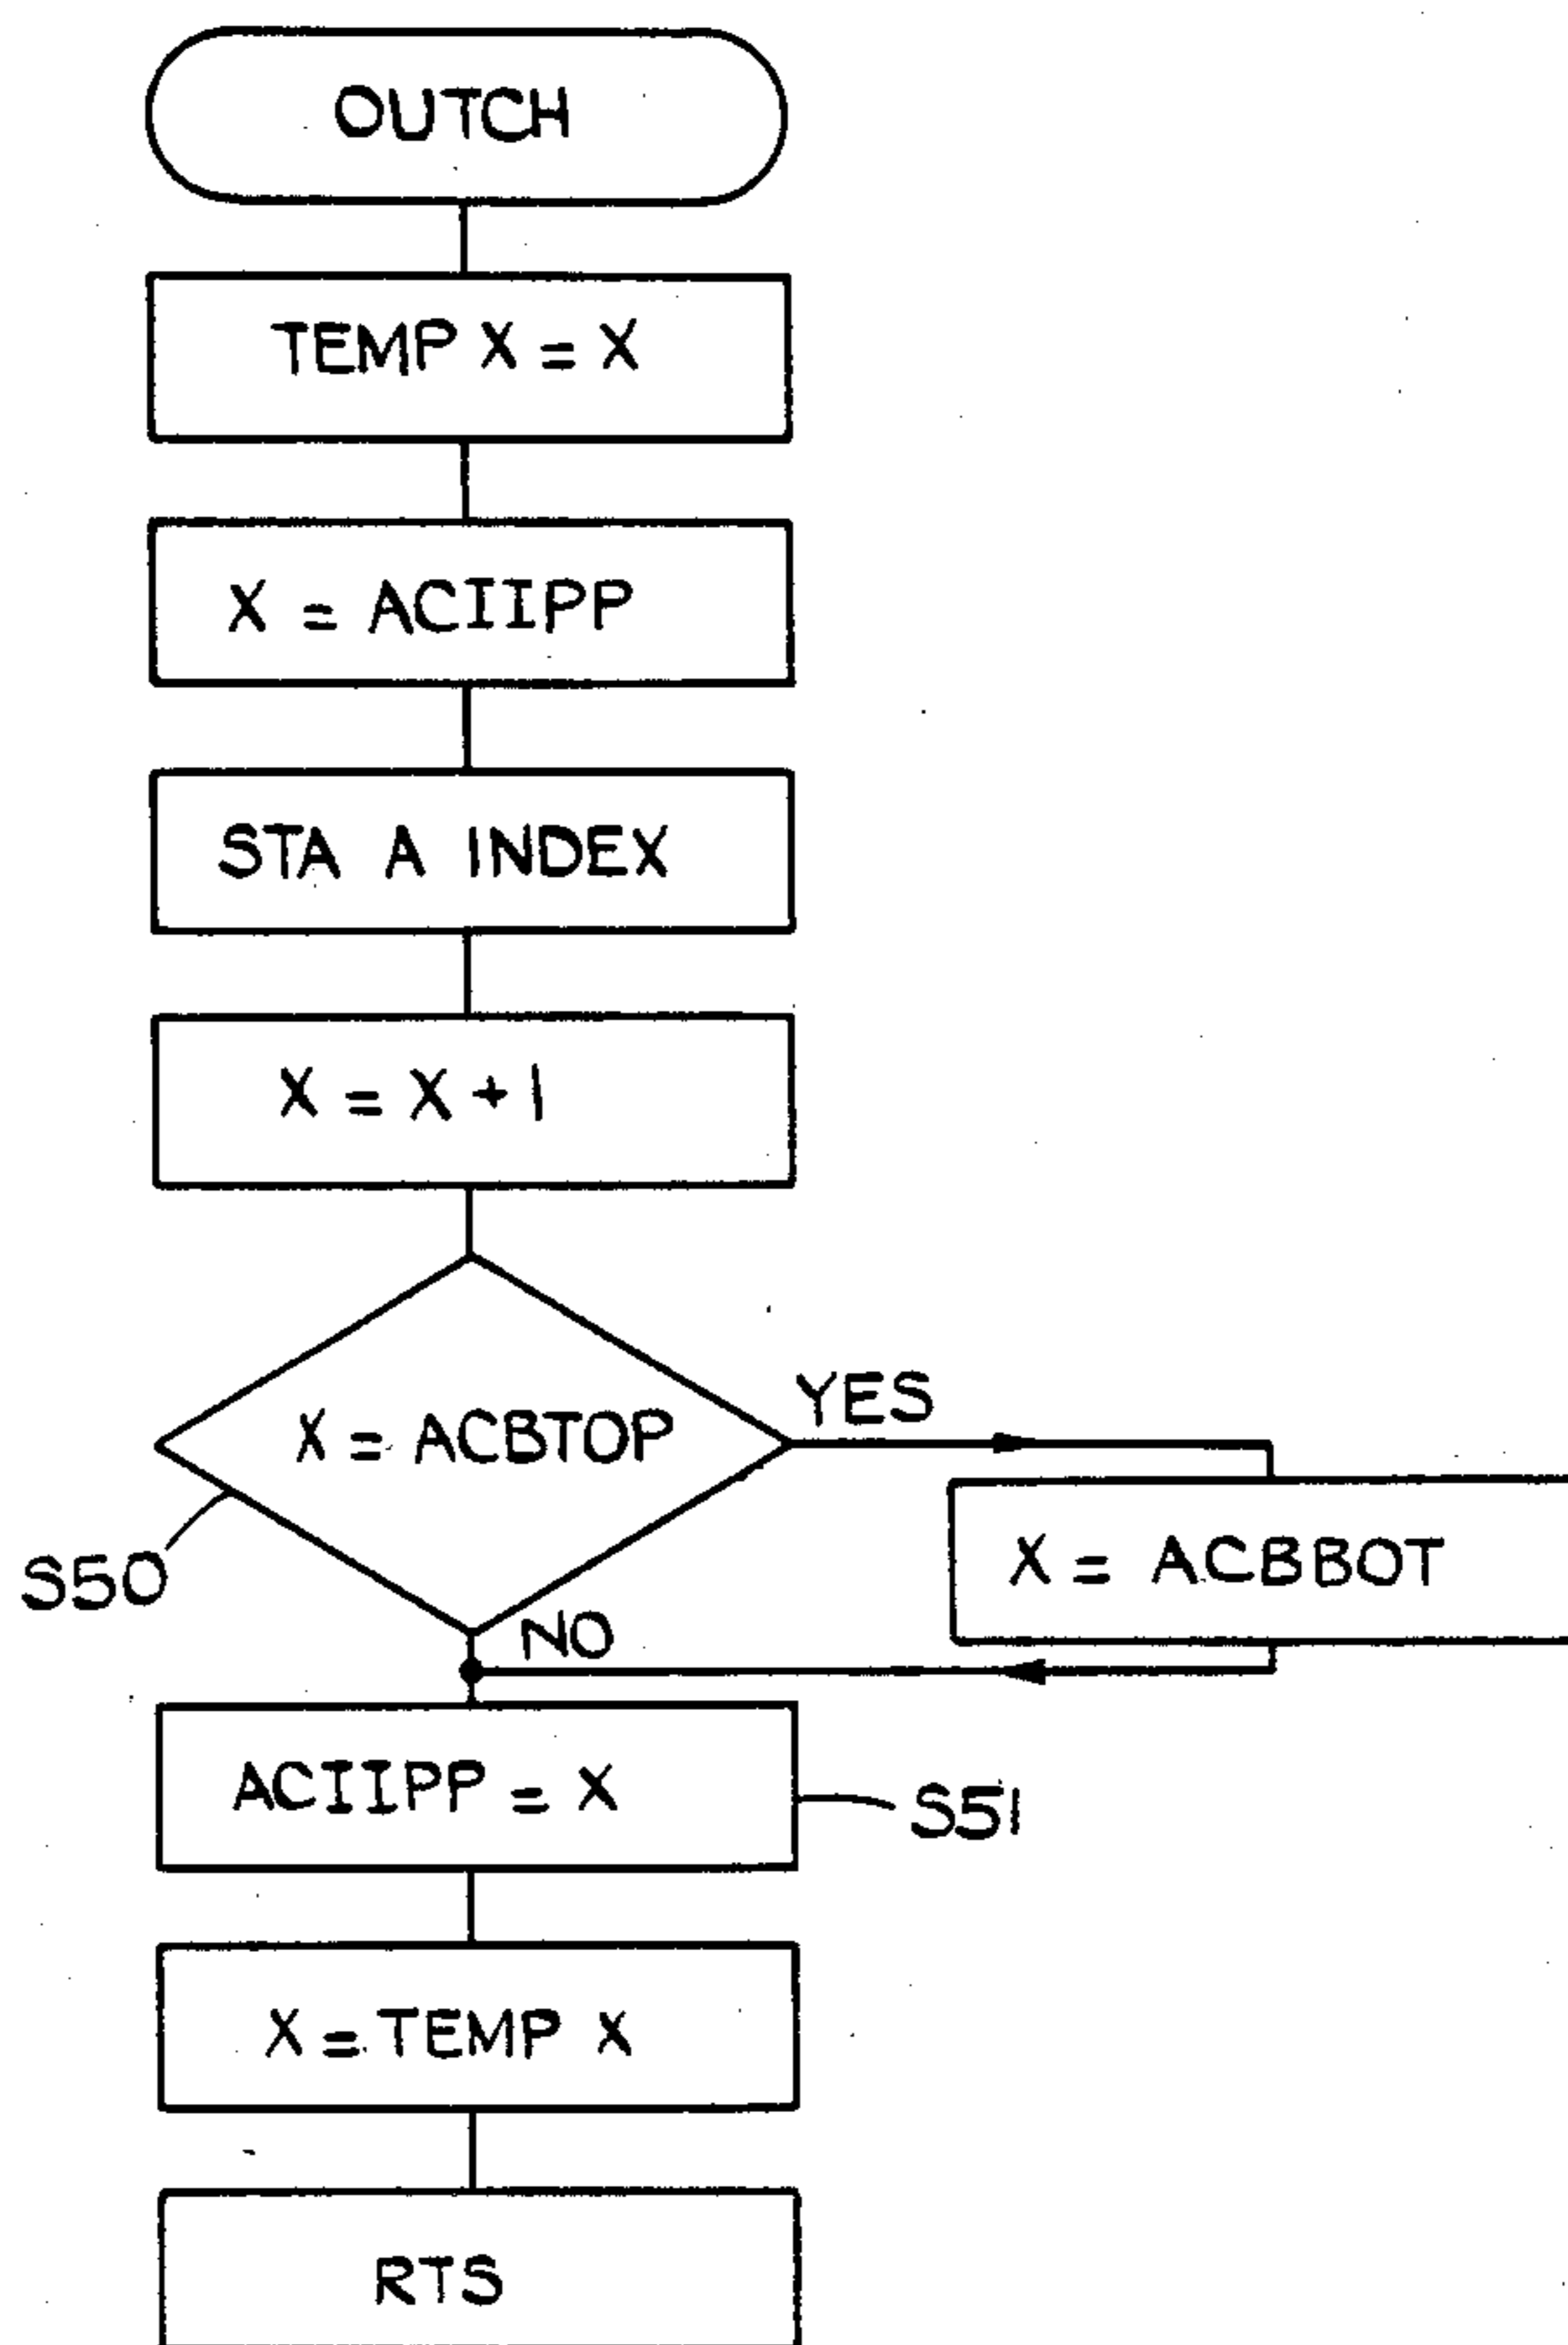 OUTCH
TEMP X = X
X = ACIIPP
STA A INDEX
X = X + 1
X = ACBTOP
YES
S50
X = ACBBOT
NO
ACIIPP = X
S51
X = TEMP X
RTS